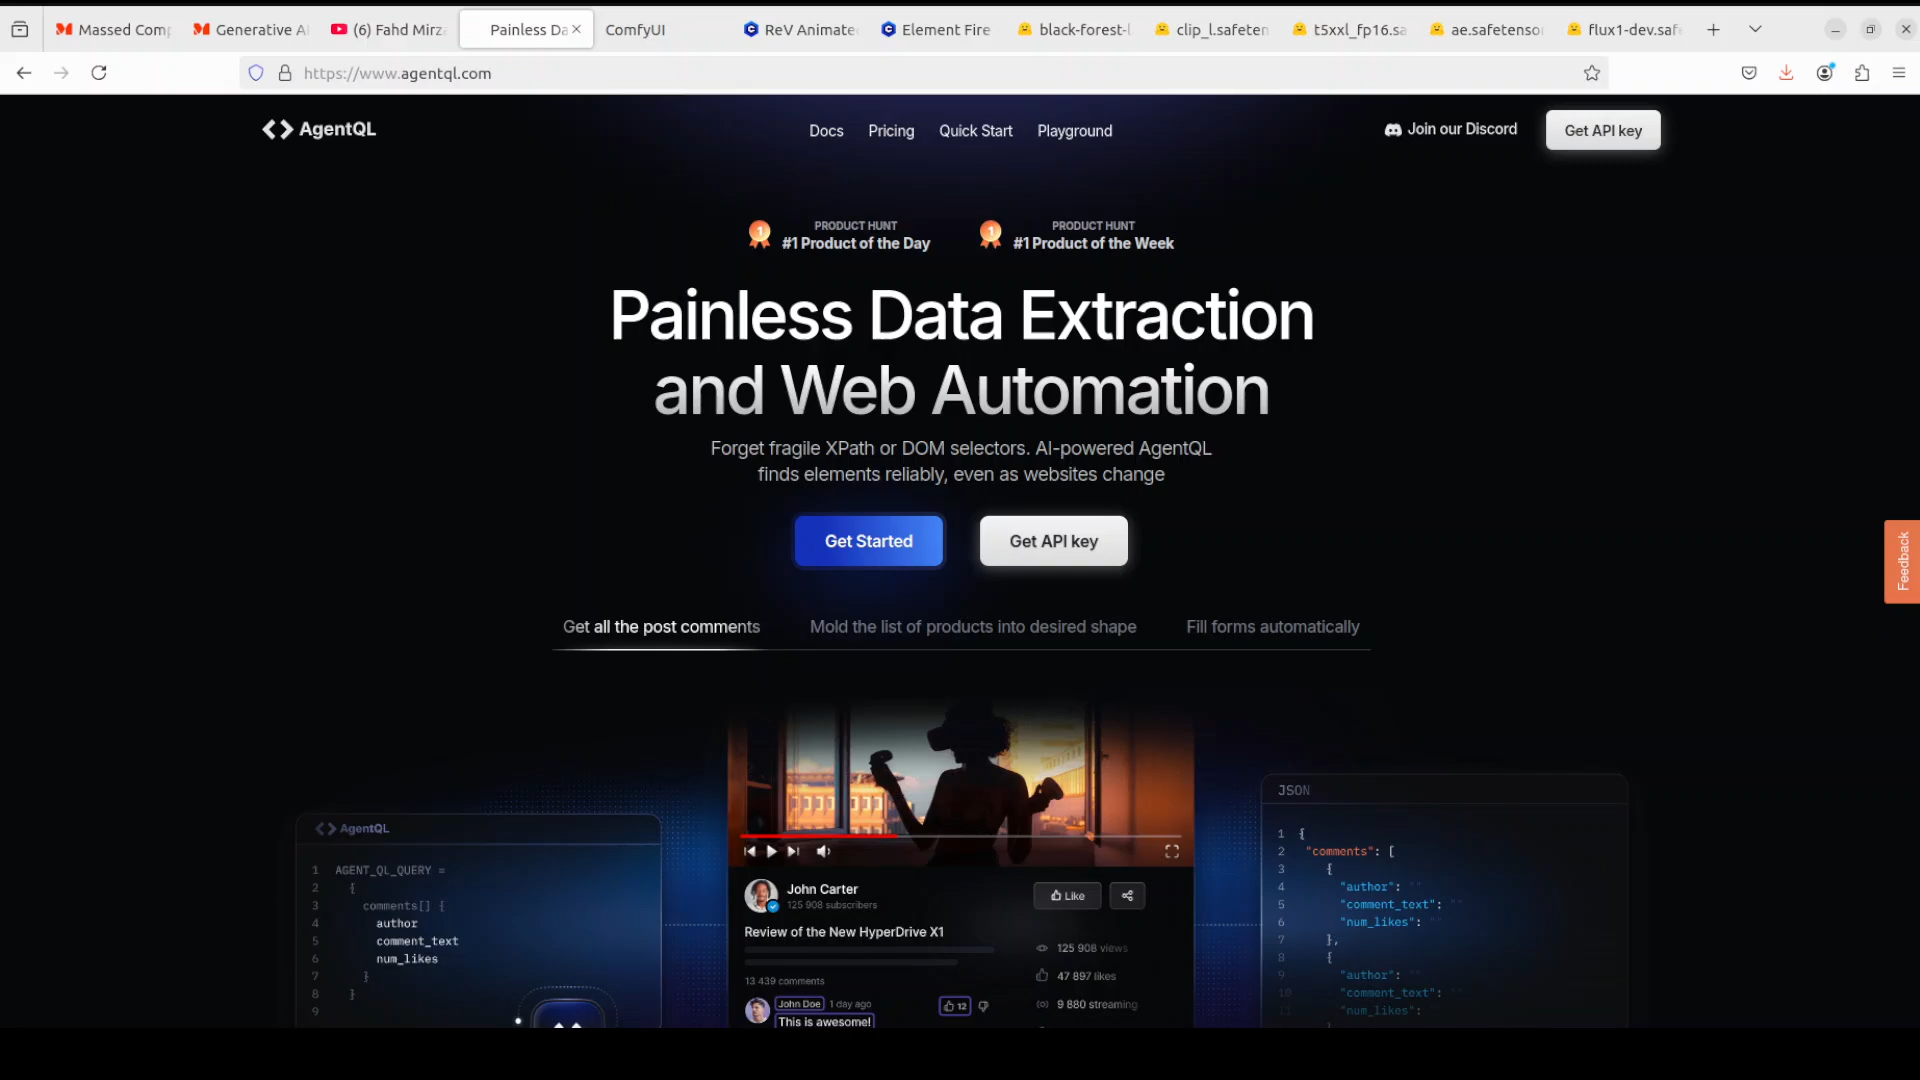 Massed Comp
Generative A
(6) Fahd Mirza
Painless Da
ComfyUI
ReV Animate
Element Fire
black-forest-l
clip_l.safeten
t5xxl_fp16.sa
ae.safetenso
flux1-dev.saf
https://www.agentql.com
AgentQL
Docs
Pricing
Quick Start
Playground
Join our Discord
Get API key
PRODUCT HUNT
#1 Product of the Day
PRODUCT HUNT
#1 Product of the Week
Painless Data Extraction
and Web Automation
Forget fragile XPath or DOM selectors. AI-powered AgentQL
finds elements reliably, even as websites change
Get Started
Get API key
Feedback
Get all the post comments
Mold the list of products into desired shape
Fill forms automatically
AgentQL
1 AGENT_QL_QUERY =
2 {
3 comments[] {
4 author
5 comment_text
6 num_likes
7 }
8 }
9
John Carter
125 908 subscribers
Like
Review of the New HyperDrive X1
125 908 views
47 897 likes
9 880 streaming
13 439 comments
John Doe 1 day ago
12
This is awesome!
JSON
1 {
2 "comments": [
3 {
4 "author": ""
5 "comment_text": ""
6 "num_likes": ""
7 },
8 {
9 "author": ""
10 "comment_text": ""
11 "num_likes":